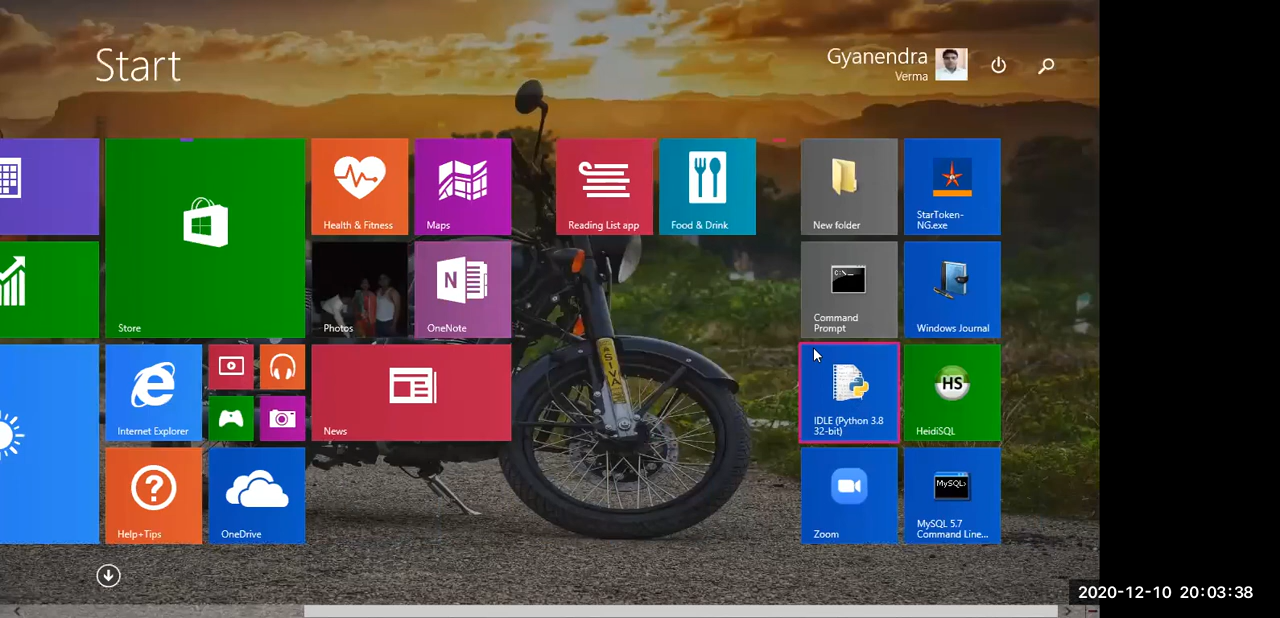 Start
Gyanendra
Verma
Health & Fitness
Maps
Reading List app
Food & Drink
New folder
StarToken-
NG.exe
Store
Photos
N
OneNote
C:\_
Command
Prompt
Windows Journal
Internet Explorer
News
SIVA
IDLE (Python 3.8
32-bit)
HS
HeidiSQL
Help+Tips
OneDrive
Zoom
MySQL>
MySQL 5.7
Command Line...
2020-12-10 20:03:38